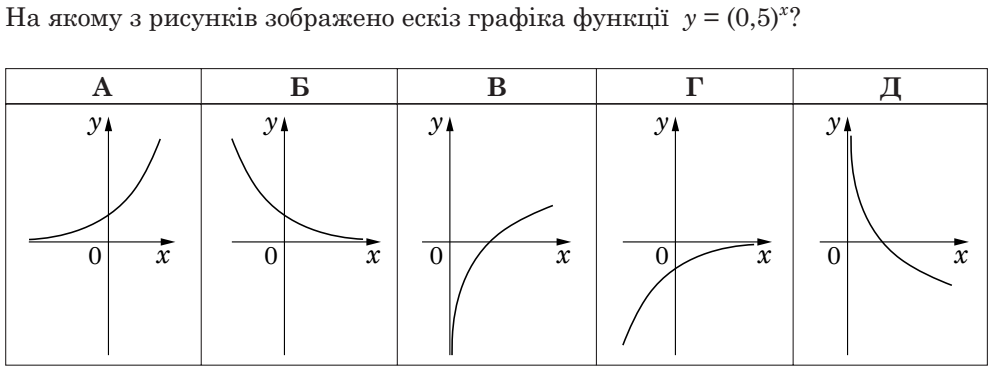 На якому з рисунків зображено ескіз графіка функції y = (0,5)ˣ?
А Б В Г Д
y y y y y
0 x 0 x 0 x 0 x 0 x